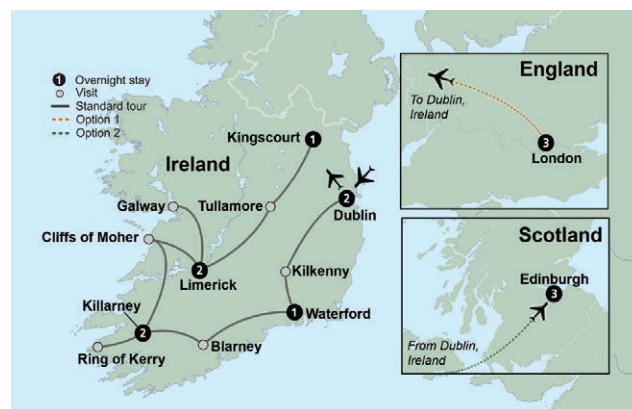 1 Overnight stay
Visit
Standard tour
Option 1
Option 2
Ireland
Kingscourt
1
Galway
Tullamore
2
Dublin
Cliffs of Moher
2
Limerick
Kilkenny
Killarney
2
1
Waterford
Ring of Kerry
Blarney
England
To Dublin,
Ireland
3
London
Scotland
Edinburgh
3
From Dublin,
Ireland